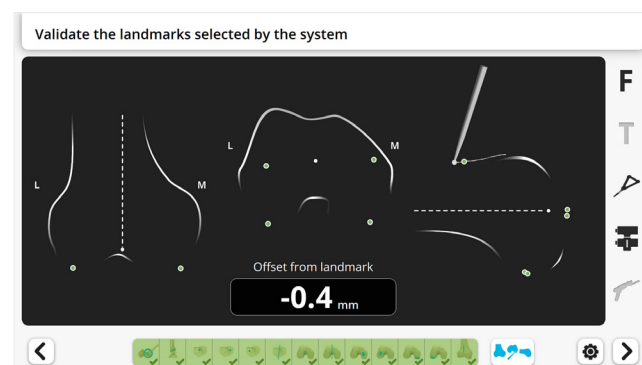 Validate the landmarks selected by the system
F
T
L
M
L
M
Offset from landmark
-0.4 mm